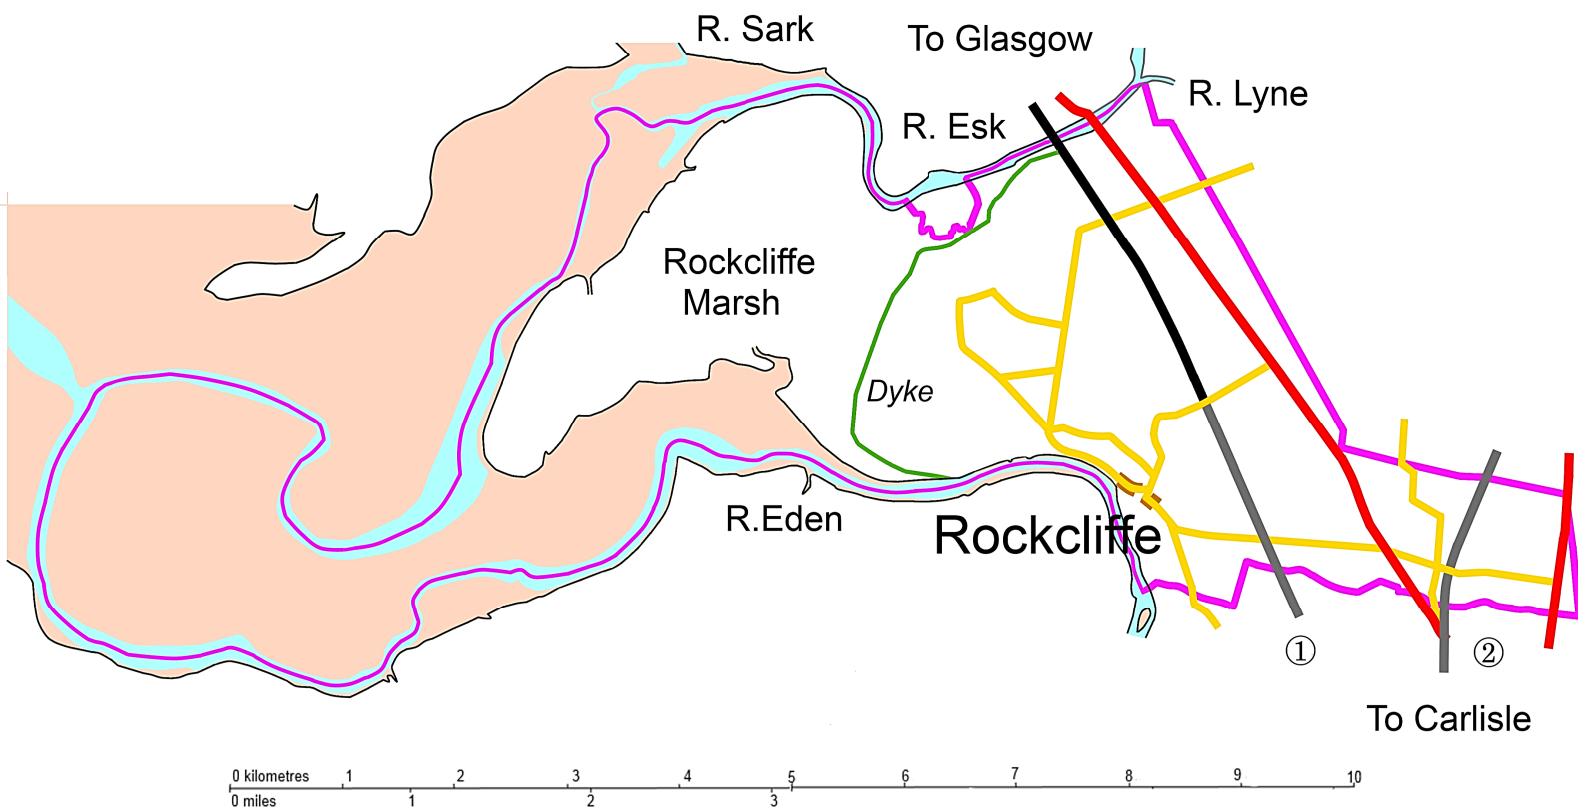 R. Sark
To Glasgow
R. Lyne
R. Esk
Rockcliffe
Marsh
Dyke
R.Eden
Rockcliffe
① ②
To Carlisle
0 kilometres 1 2 3 4 5 6 7 8 9 10
0 miles 1 2 3